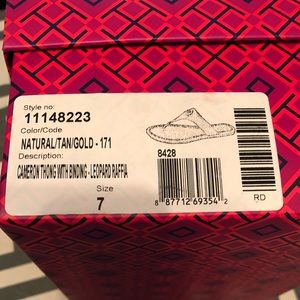 Style no:
11148223
Color/Code
NATURAL/TAN/GOLD - 171
Description:
8428
CAMERON THONG WITH BINDING - LEOPARD RAFFIA
Size
7
8 87712 69354 2
RD